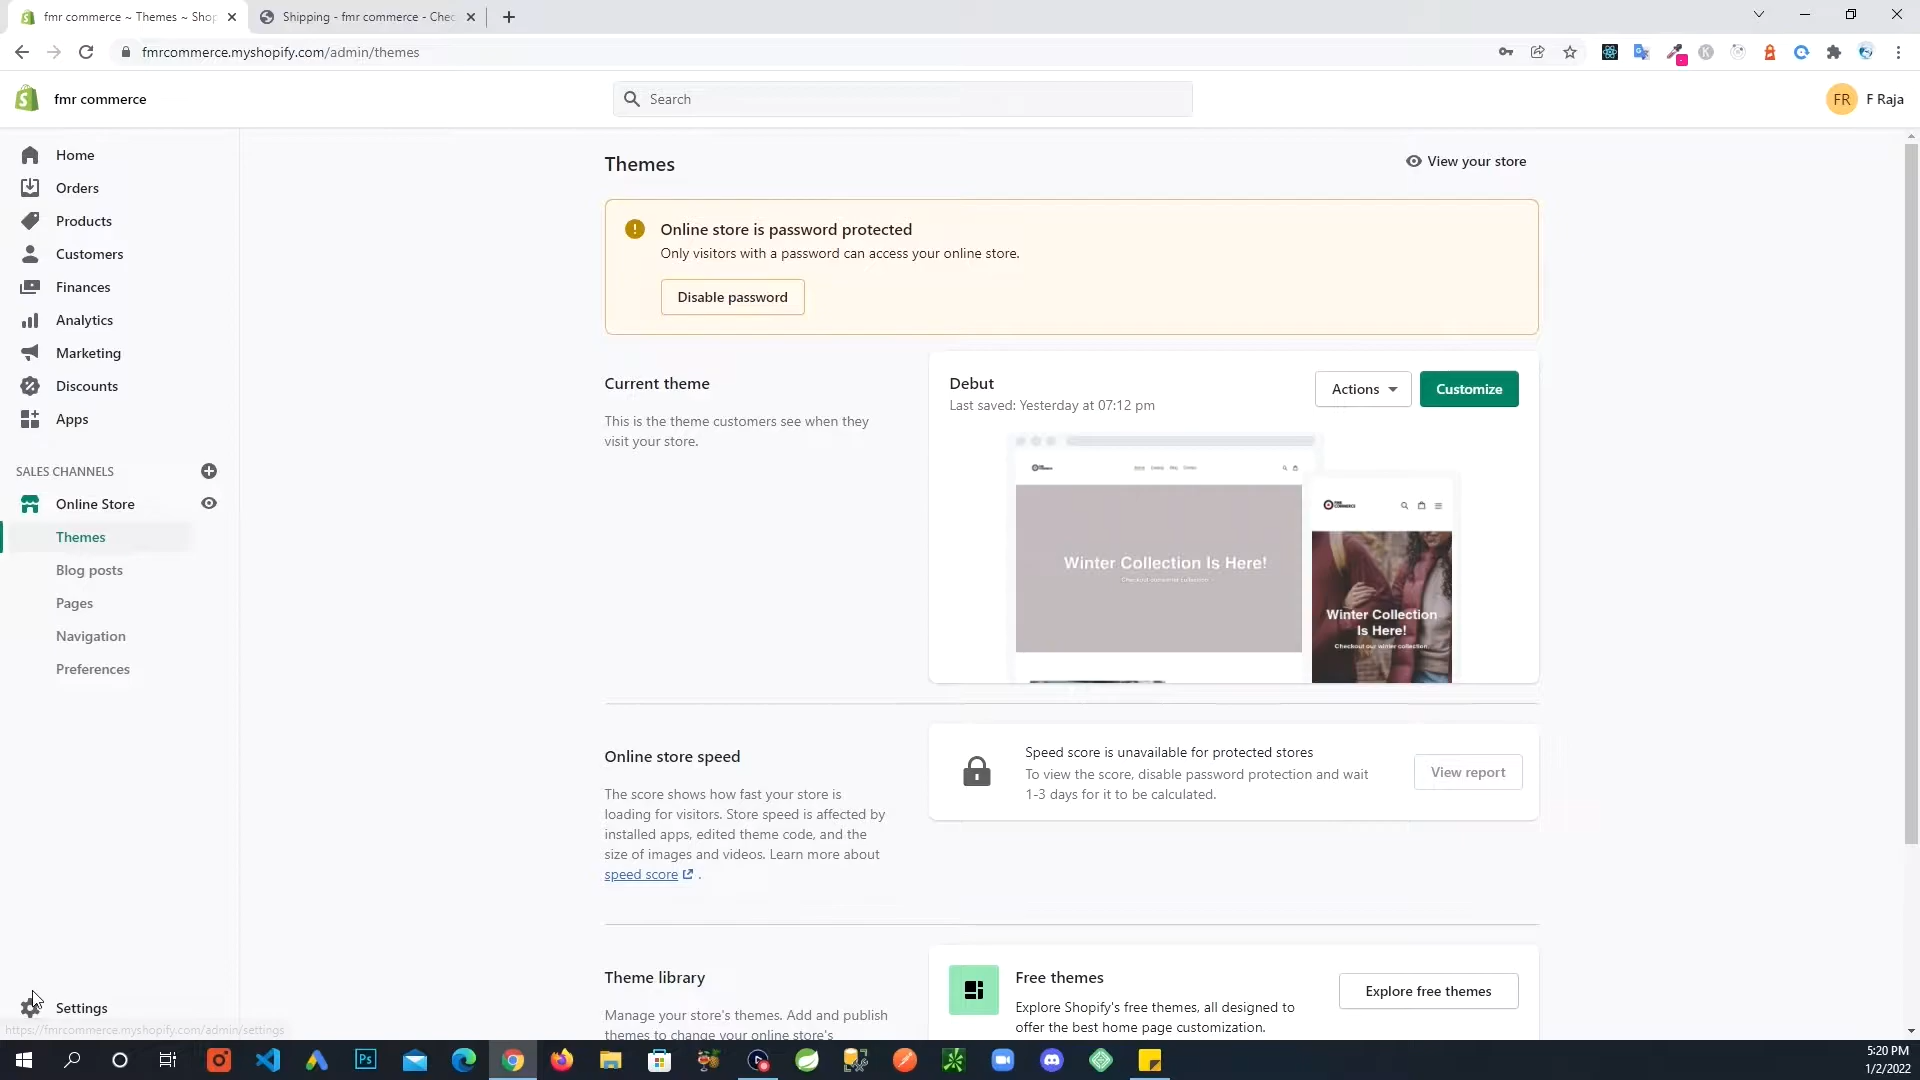 fmr commerce ~ Themes ~ Shop
Shipping - fmr commerce - Chec
fmrcommerce.myshopify.com/admin/themes
fmr commerce
Search
FR
F Raja
Home
Orders
Products
Customers
Finances
Analytics
Marketing
Discounts
Apps
SALES CHANNELS
Online Store
Themes
Blog posts
Pages
Navigation
Preferences
Settings
https://fmrcommerce.myshopify.com/admin/settings
Themes
View your store
Online store is password protected
Only visitors with a password can access your online store.
Disable password
Current theme
This is the theme customers see when they
visit your store.
Debut
Last saved: Yesterday at 07:12 pm
Actions
Customize
Winter Collection Is Here!
Checkout our winter collection
Winter Collection
Is Here!
Checkout our winter collection
Online store speed
The score shows how fast your store is
loading for visitors. Store speed is affected by
installed apps, edited theme code, and the
size of images and videos. Learn more about
speed score .
Speed score is unavailable for protected stores
To view the score, disable password protection and wait
1-3 days for it to be calculated.
View report
Theme library
Manage your store's themes. Add and publish
themes to change your online store's
Free themes
Explore Shopify's free themes, all designed to
offer the best home page customization.
Explore free themes
Ps
5:20 PM
1/2/2022